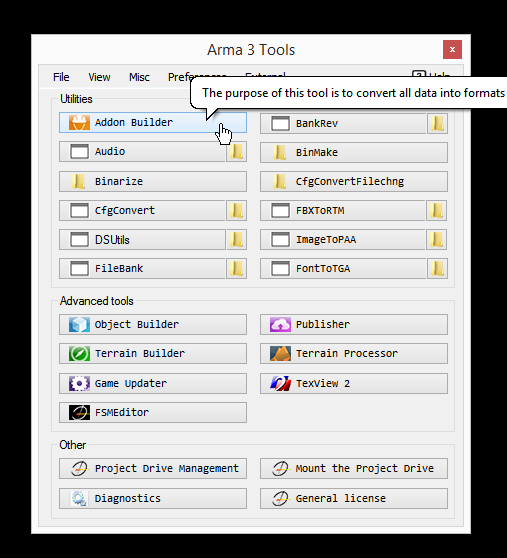 Arma 3 Tools
x
File View Misc Preferences External ? Help
The purpose of this tool is to convert all data into formats
Utilities
Addon Builder BankRev
Audio BinMake
Binarize CfgConvertFilechng
CfgConvert FBXToRTM
DSUtils ImageToPAA
FileBank FontToTGA
Advanced tools
Object Builder Publisher
Terrain Builder Terrain Processor
Game Updater TexView 2
FSMEditor
Other
Project Drive Management Mount the Project Drive
Diagnostics General license